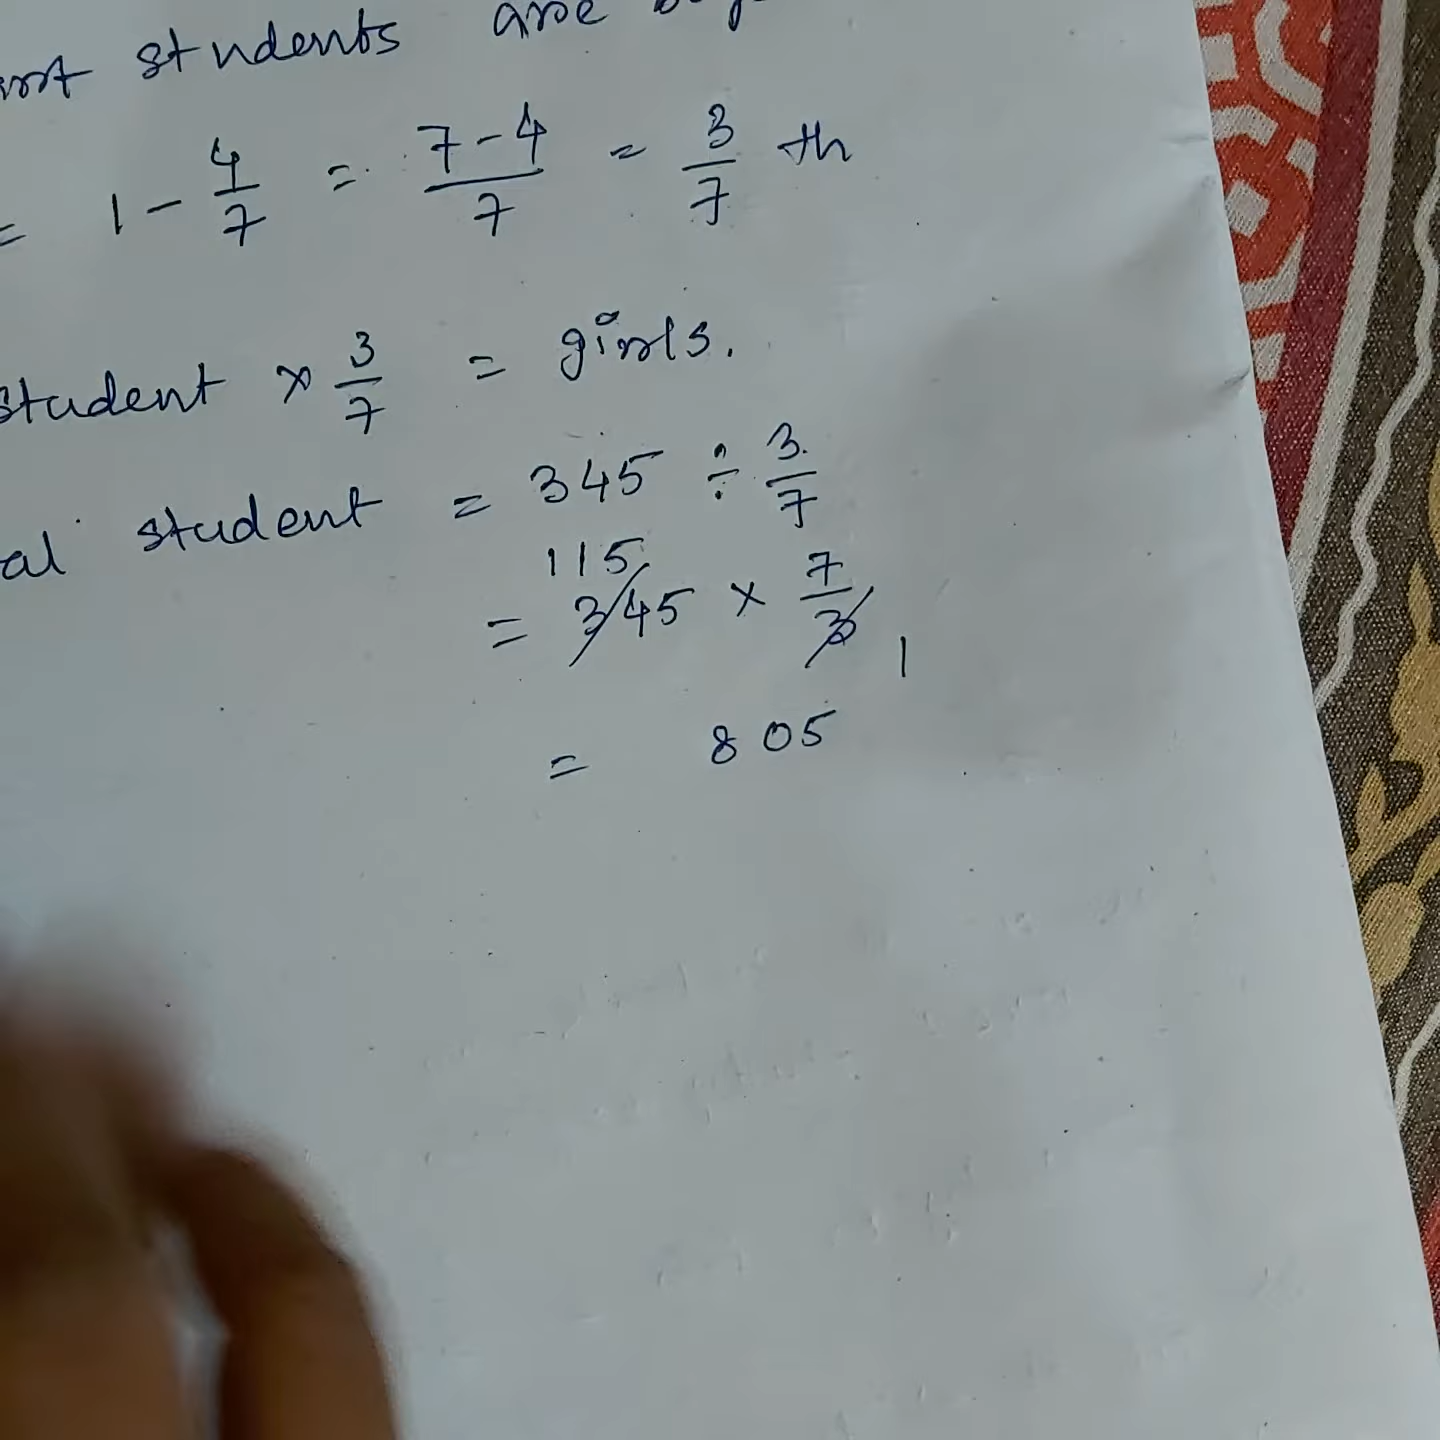 students are
= 1 - 4/7 = 7-4/7 = 3/7 th
student × 3/7 = girls.
al student = 345 ÷ 3/7
115
= 345 × 7/3 1
= 805